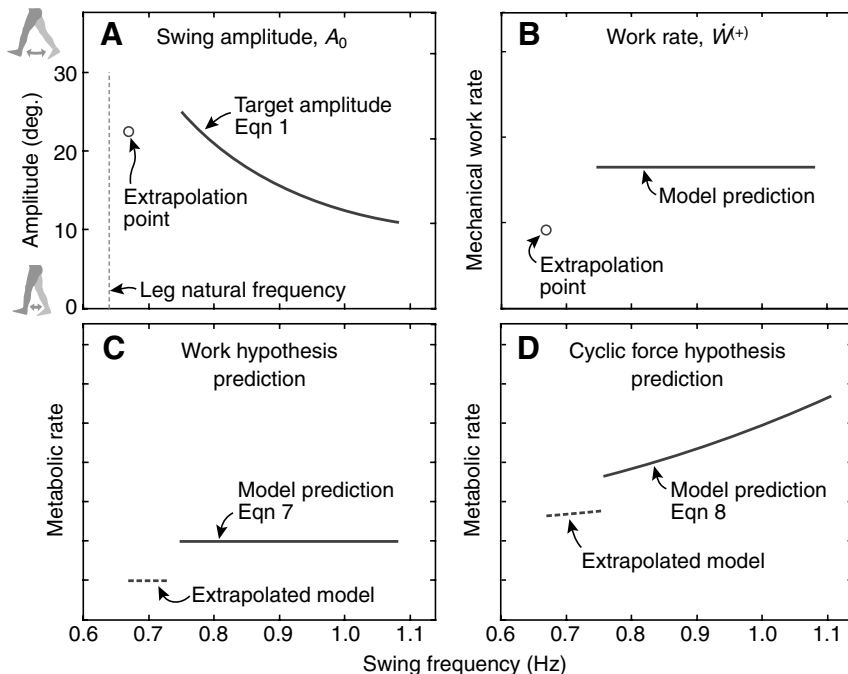 A
Swing amplitude, A0
Amplitude (deg.)
30
20
10
0
Target amplitude
Eqn 1
Extrapolation
point
Leg natural frequency
B
Work rate, Ẇ(+)
Mechanical work rate
Model prediction
Extrapolation
point
C
Work hypothesis
prediction
Metabolic rate
Model prediction
Eqn 7
Extrapolated model
0.6 0.7 0.8 0.9 1.0 1.1
D
Cyclic force hypothesis
prediction
Metabolic rate
Model prediction
Eqn 8
Extrapolated model
0.6 0.7 0.8 0.9 1.0 1.1
Swing frequency (Hz)